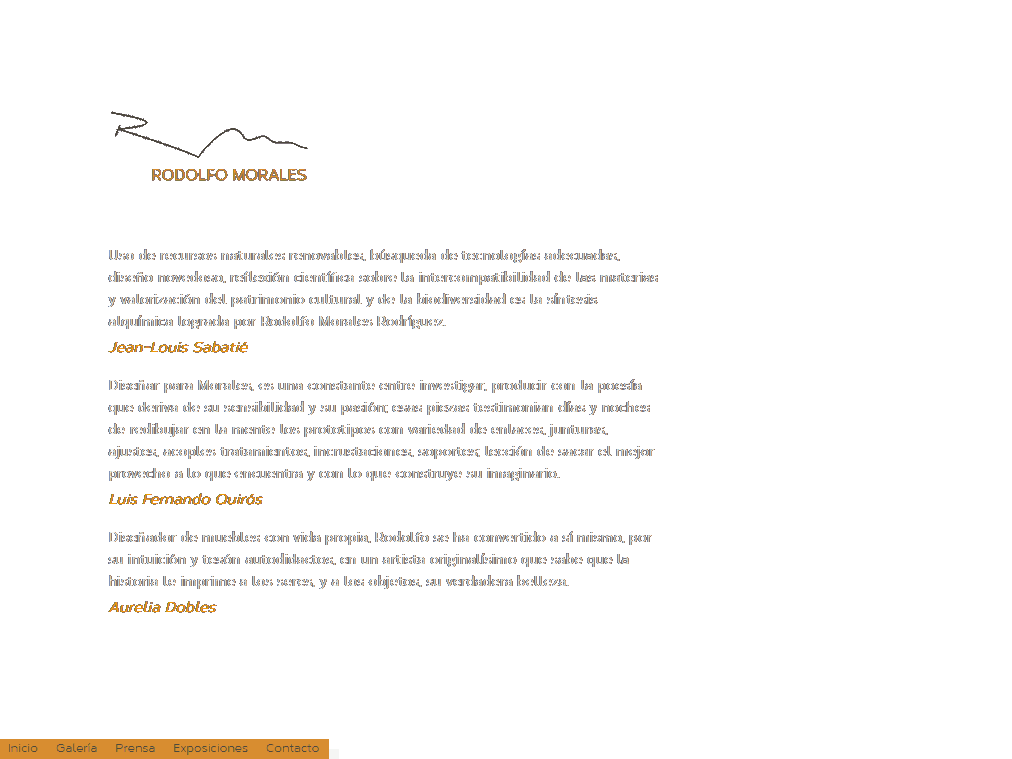 RODOLFO MORALES
Uso de recursos naturales renovables, búsqueda de tecnologías adecuadas,
diseño novedoso, reflexión científica sobre la intercompatibilidad de las materias
y valorización del patrimonio cultural y de la biodiversidad es la síntesis
alquímica lograda por Rodolfo Morales Rodríguez.
Jean-Louis Sabatié
Diseñar para Morales, es una constante entre investigar, producir con la poesía
que deriva de su sensibilidad y su pasión; esas piezas testimonian días y noches
de redibujar en la mente los prototipos con variedad de enlaces, junturas,
ajustes, acoples tratamientos, incrustaciones, soportes; lección de sacar el mejor
provecho a lo que encuentra y con lo que construye su imaginario.
Luis Fernando Quirós
Diseñador de muebles con vida propia, Rodolfo se ha convertido a sí mismo, por
su intuición y tesón autodidactos, en un artista originalísimo que sabe que la
historia le imprime a los seres, y a los objetos, su verdadera belleza.
Aurelia Dobles
Inicio Galería Prensa Exposiciones Contacto